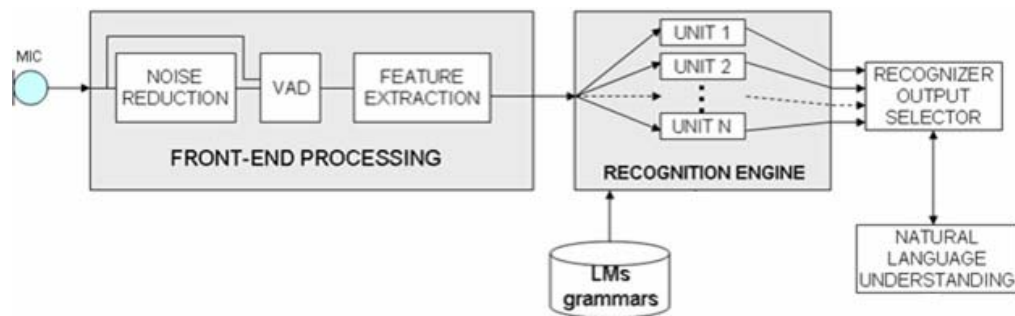 MIC
NOISE
REDUCTION
VAD
FEATURE
EXTRACTION
FRONT-END PROCESSING
UNIT 1
UNIT 2
UNIT N
RECOGNITION ENGINE
RECOGNIZER
OUTPUT
SELECTOR
LMs
grammars
NATURAL
LANGUAGE
UNDERSTANDING